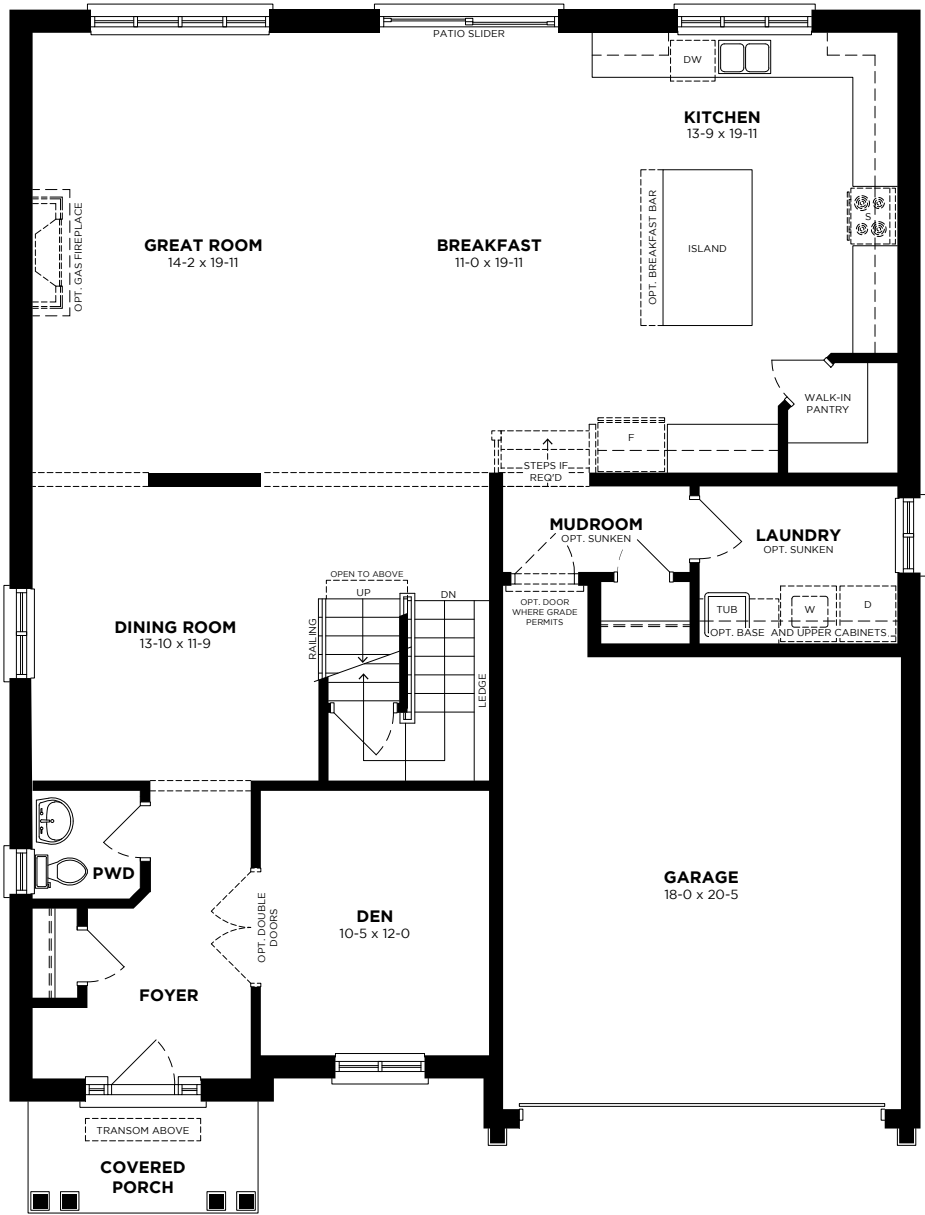 PATIO SLIDER
DW
KITCHEN
13-9 x 19-11
OPT. GAS FIREPLACE
GREAT ROOM
14-2 x 19-11
BREAKFAST
11-0 x 19-11
OPT. BREAKFAST BAR
ISLAND
S
WALK-IN
PANTRY
F
STEPS IF
REQ'D
MUDROOM
OPT. SUNKEN
LAUNDRY
OPT. SUNKEN
OPEN TO ABOVE
UP
DN
RAILING
LEDGE
OPT. DOOR
WHERE GRADE
PERMITS
TUB
W
D
OPT. BASE AND UPPER CABINETS
DINING ROOM
13-10 x 11-9
PWD
GARAGE
18-0 x 20-5
OPT. DOUBLE
DOORS
DEN
10-5 x 12-0
FOYER
TRANSOM ABOVE
COVERED
PORCH